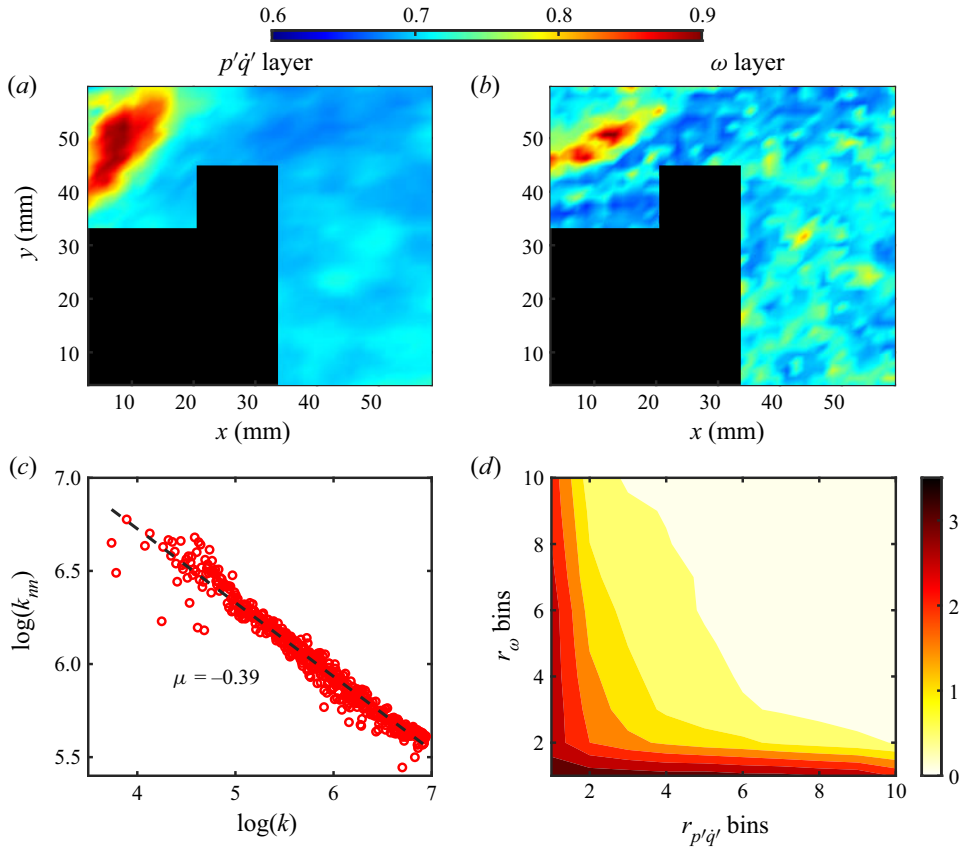 0.6 0.7 0.8 0.9
p′q̇′ layer ω layer
(a) (b)
50 50
40 40
y (mm)
30 30
20 20
10 10
10 20 30 40 50 10 20 30 40 50
x (mm) x (mm)
(c) (d)
7.0 10
3
8
6.5
log(k_nn) r_ω bins
6 2
6.0 μ = –0.39
4 1
5.5 2
0
4 5 6 7 2 4 6 8 10
log(k) r_p′q̇′ bins